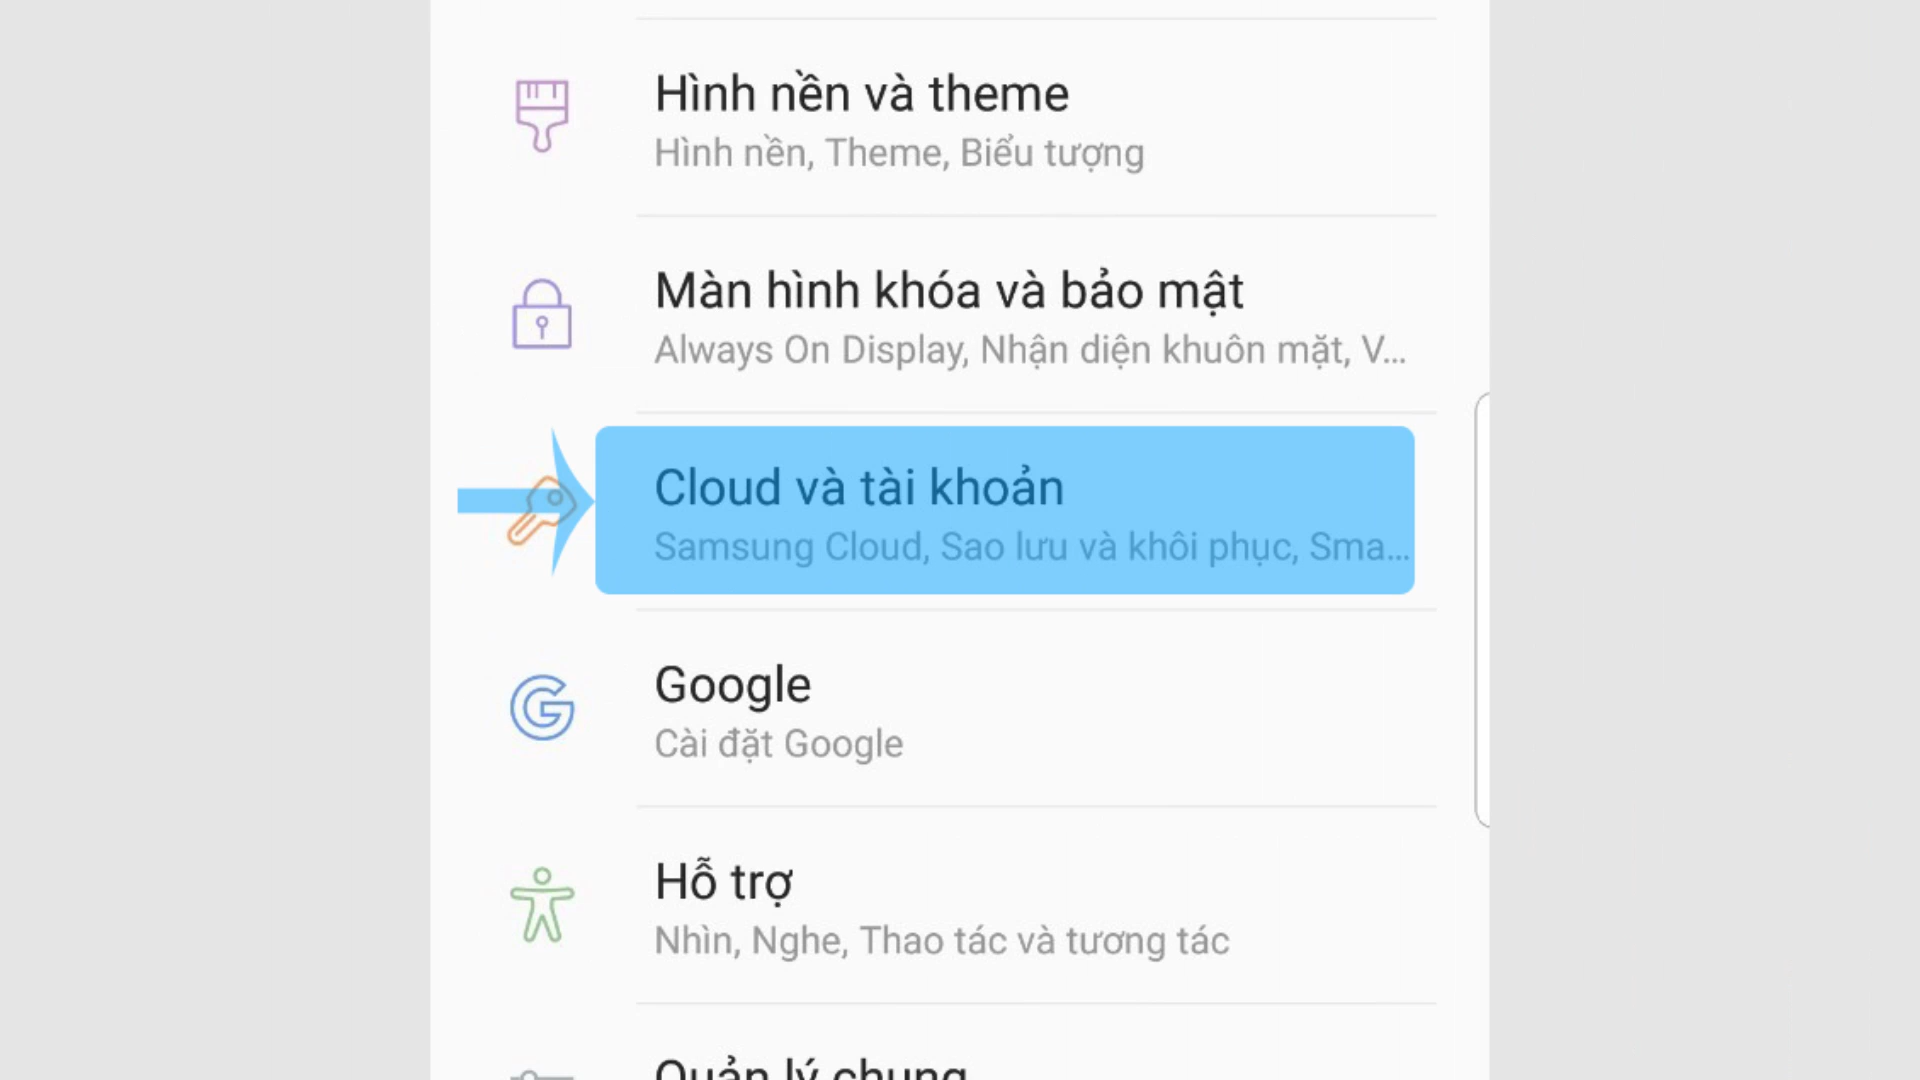 Hình nền và theme
Hình nền, Theme, Biểu tượng
Màn hình khóa và bảo mật
Always On Display, Nhận diện khuôn mặt, V...
Cloud và tài khoản
Samsung Cloud, Sao lưu và khôi phục, Sma...
Google
Cài đặt Google
Hỗ trợ
Nhìn, Nghe, Thao tác và tương tác
Quản lý chung